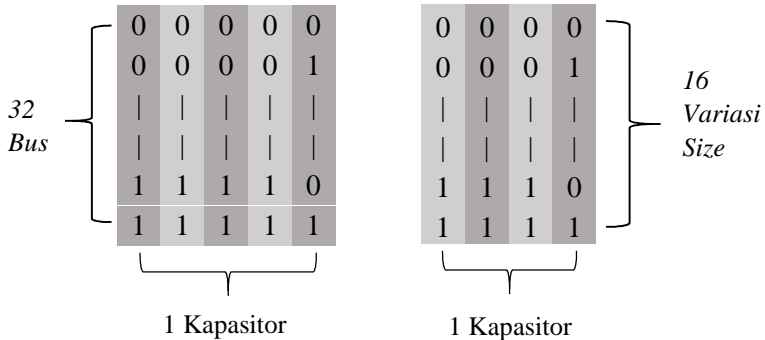 32
Bus
0 0 0 0 0
0 0 0 0 1
| | | | |
| | | | |
1 1 1 1 0
1 1 1 1 1
1 Kapasitor
0 0 0 0
0 0 0 1
| | | |
| | | |
1 1 1 0
1 1 1 1
16
Variasi
Size
1 Kapasitor